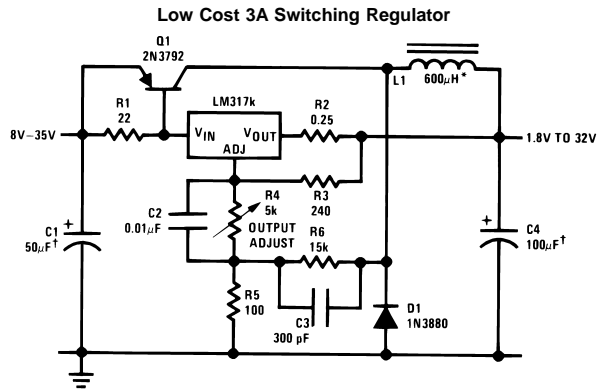 Low Cost 3A Switching Regulator
Q1
2N3792
L1
600μH*
R1
22
LM317k
R2
0.25
8V–35V
VIN
VOUT
ADJ
1.8V TO 32V
R4
5k
R3
240
C2
0.01μF
OUTPUT
ADJUST
R6
15k
C1
50μF†
+
+
C4
100μF†
R5
100
C3
300 pF
D1
1N3880